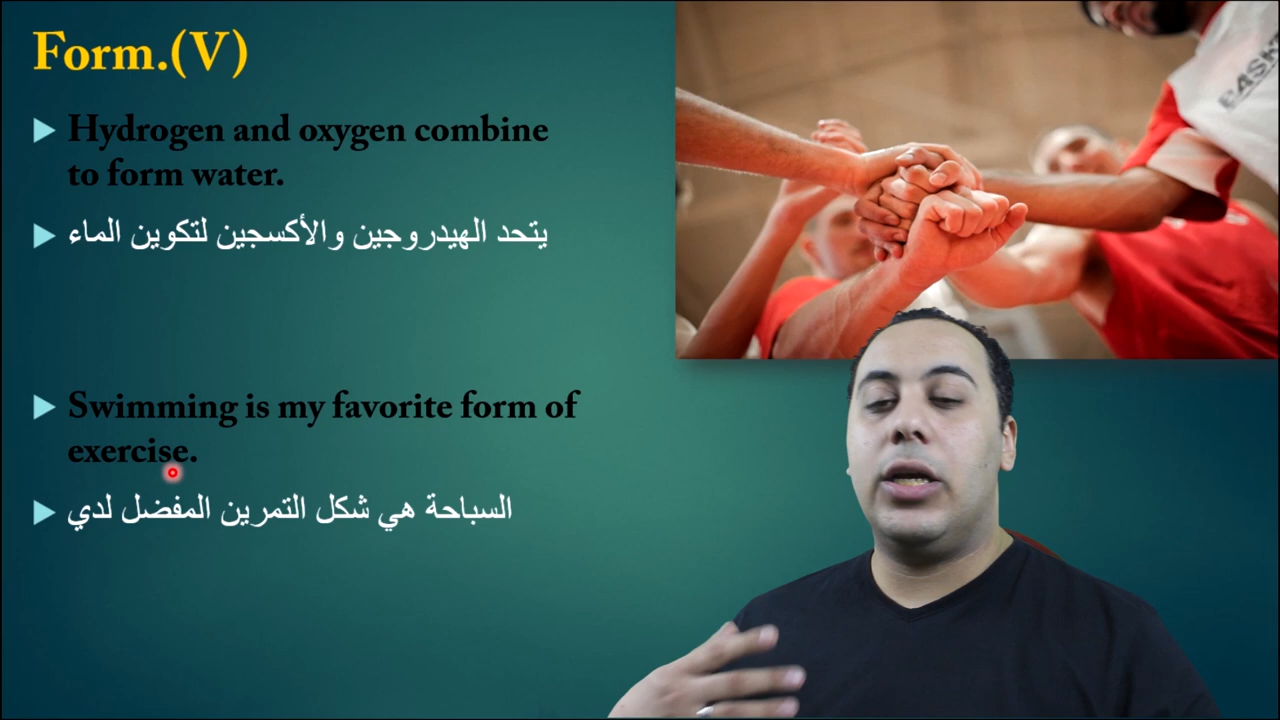 Form.(V)
Hydrogen and oxygen combine
to form water.
يتحد الهيدروجين والأكسجين لتكوين الماء
Swimming is my favorite form of
exercise.
السباحة هي شكل التمرين المفضل لدي